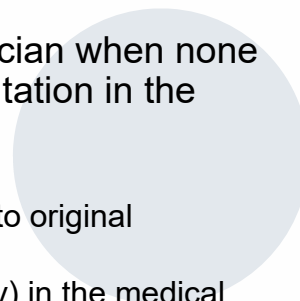 cian when none
tation in the
to original
y) in the medical